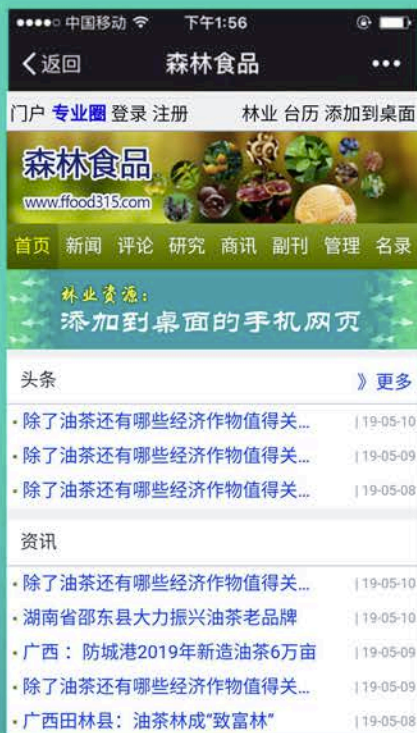 中国移动 下午1:56
返回 森林食品
门户 专业圈 登录 注册 林业 台历 添加到桌面
森林食品
www.ffood315.com
首页 新闻 评论 研究 商讯 副刊 管理 名录
林业资源：
添加到桌面的手机网页
头条 》更多
· 除了油茶还有哪些经济作物值得关... | 19-05-10
· 除了油茶还有哪些经济作物值得关... | 19-05-09
· 除了油茶还有哪些经济作物值得关... | 19-05-08
资讯
· 除了油茶还有哪些经济作物值得关... | 19-05-10
· 湖南省邵东县大力振兴油茶老品牌 | 19-05-10
· 广西：防城港2019年新造油茶6万亩 | 19-05-09
· 除了油茶还有哪些经济作物值得关... | 19-05-09
· 广西田林县：油茶林成“致富林” | 19-05-08